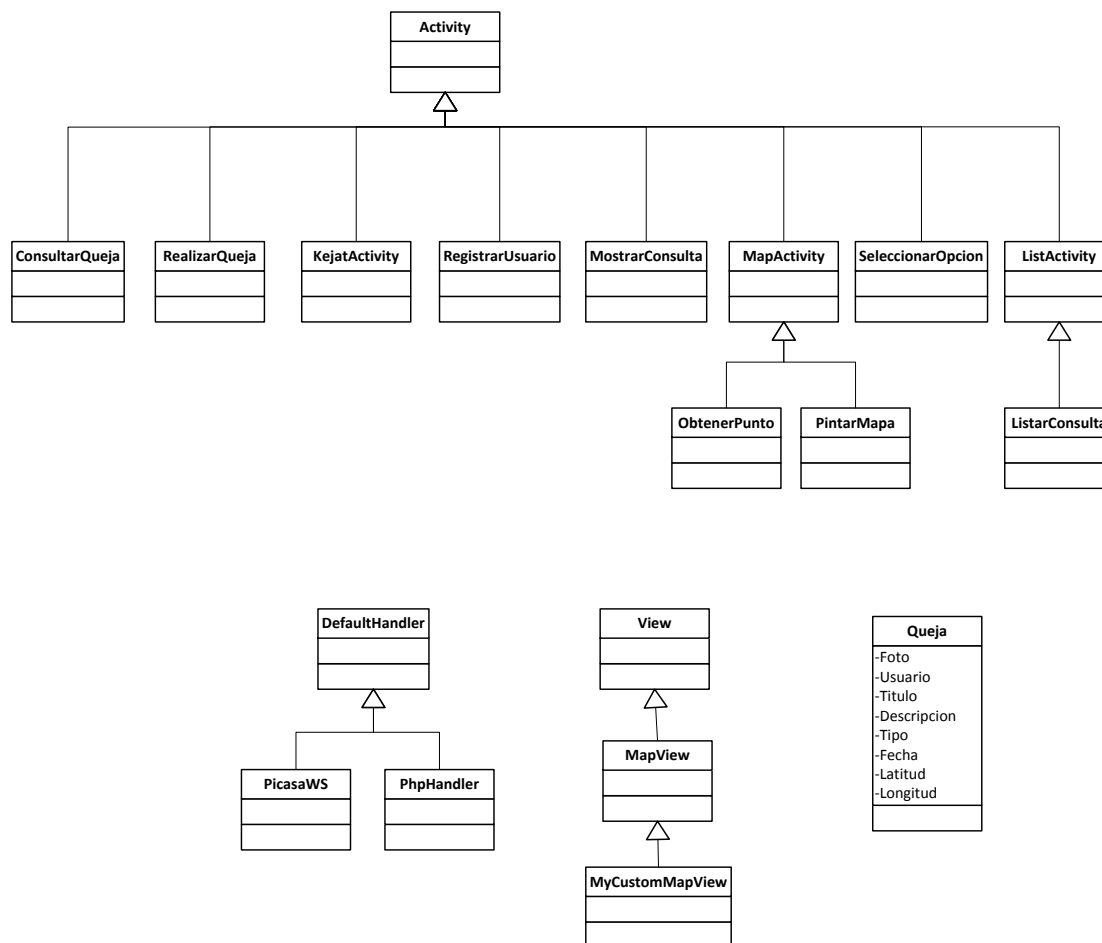 Activity
ConsultarQueja
RealizarQueja
KejatActivity
RegistrarUsuario
MostrarConsulta
MapActivity
SeleccionarOpcion
ListActivity
ObtenerPunto
PintarMapa
ListarConsulta
DefaultHandler
View
Queja
-Foto
-Usuario
-Titulo
-Descripcion
-Tipo
-Fecha
-Latitud
-Longitud
MapView
PicasaWS
PhpHandler
MyCustomMapView